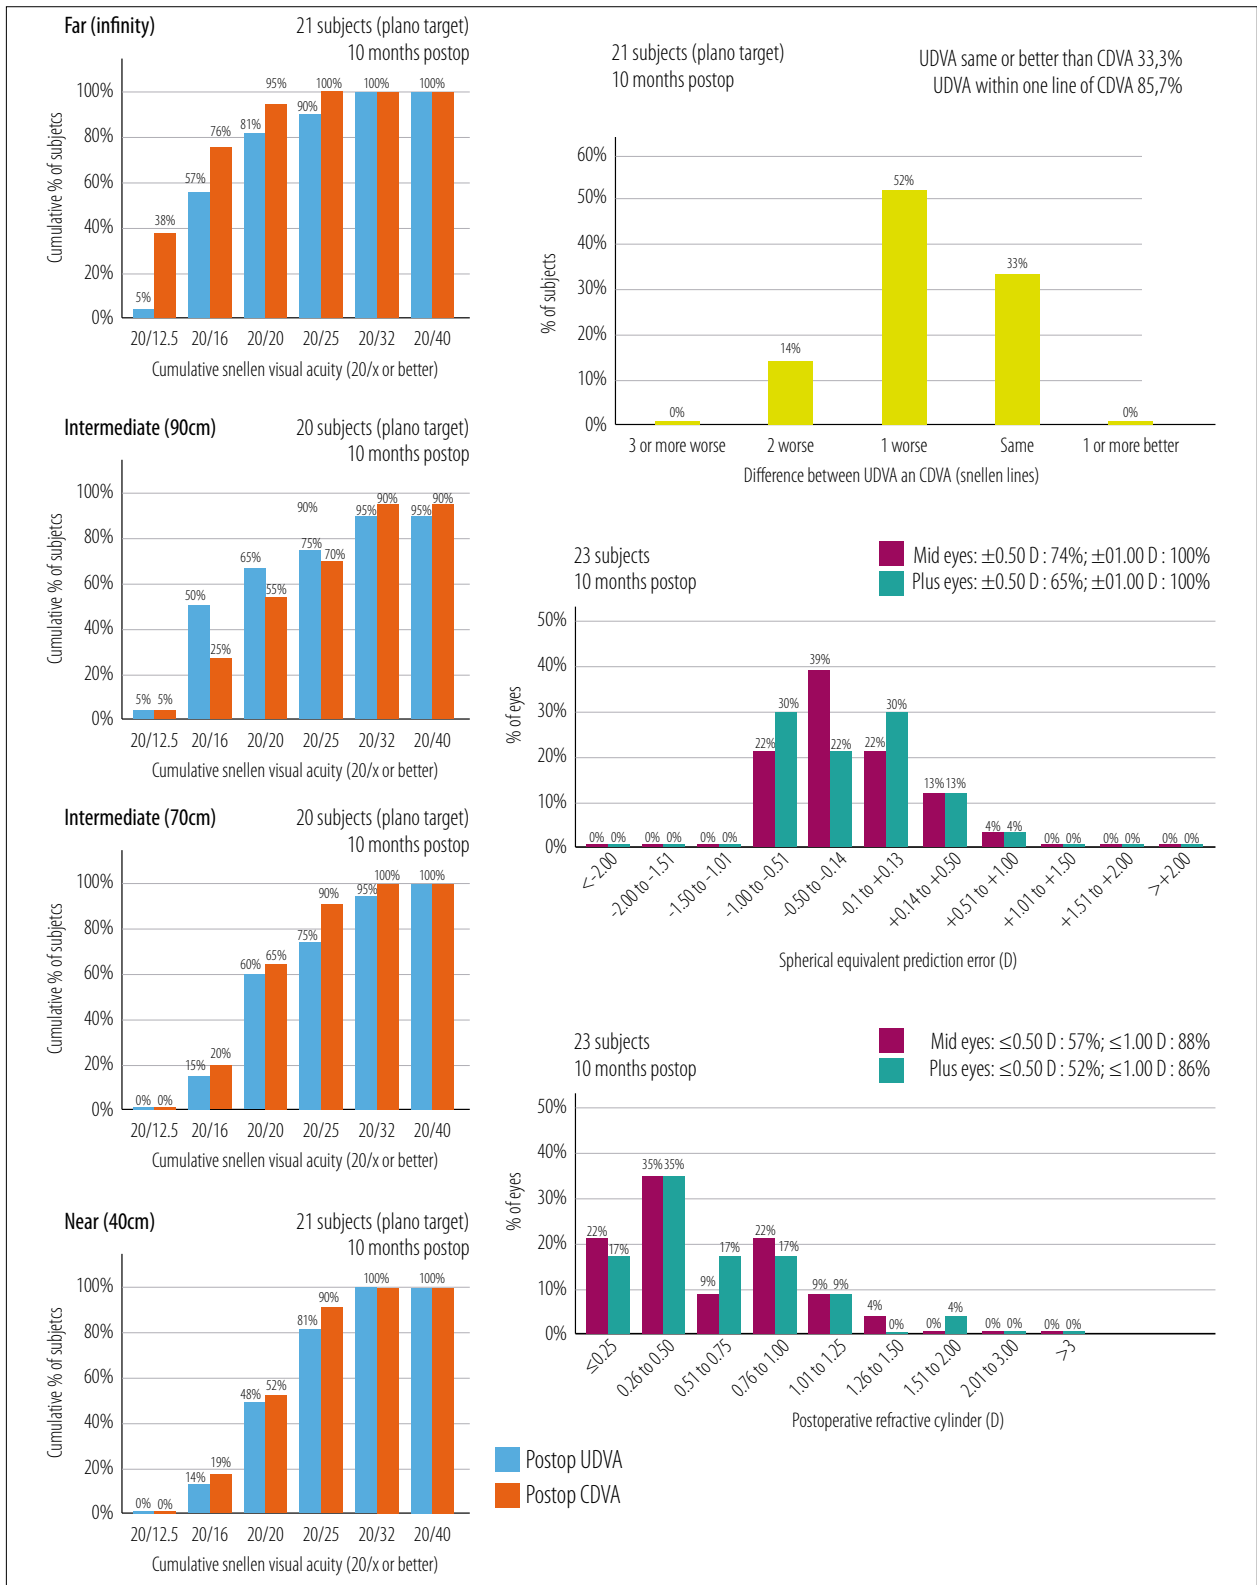 Far (infinity)
21 subjects (plano target)
10 months postop
Cumulative % of subjetcs
100%
80%
60%
40%
20%
0%
5%
38%
57%
76%
81%
95%
90%
100%
100%
100%
20/12.5 20/16 20/20 20/25 20/32 20/40
Cumulative snellen visual acuity (20/x or better)
Intermediate (90cm)
20 subjects (plano target)
10 months postop
Cumulative % of subjetcs
100%
80%
60%
40%
20%
0%
5% 5%
50%
25%
65%
55%
90%
75%
70%
95%
90%
95%
90%
20/12.5 20/16 20/20 20/25 20/32 20/40
Cumulative snellen visual acuity (20/x or better)
Intermediate (70cm)
20 subjects (plano target)
10 months postop
Cumulative % of subjetcs
100%
80%
60%
40%
20%
0%
0% 0%
15%
20%
60%
65%
75%
90%
95%
100%
100%
20/12.5 20/16 20/20 20/25 20/32 20/40
Cumulative snellen visual acuity (20/x or better)
Near (40cm)
21 subjects (plano target)
10 months postop
Cumulative % of subjetcs
100%
80%
60%
40%
20%
0%
0% 0%
14%
19%
48%
52%
81%
90%
100%
100%
20/12.5 20/16 20/20 20/25 20/32 20/40
Cumulative snellen visual acuity (20/x or better)
Postop UDVA
Postop CDVA
21 subjects (plano target)
10 months postop
UDVA same or better than CDVA 33,3%
UDVA within one line of CDVA 85,7%
% of subjects
60%
50%
40%
30%
20%
10%
0%
0%
14%
52%
33%
0%
3 or more worse 2 worse 1 worse Same 1 or more better
Difference between UDVA an CDVA (snellen lines)
23 subjects
10 months postop
Mid eyes: ±0.50 D : 74%; ±01.00 D : 100%
Plus eyes: ±0.50 D : 65%; ±01.00 D : 100%
% of eyes
50%
40%
30%
20%
10%
0%
0% 0%
0% 0%
0% 0%
22%
30%
39%
22%
22%
30%
13% 13%
4% 4%
0% 0%
0% 0%
0% 0%
<-2.00
-2.00 to -1.51
-1.50 to -1.01
-1.00 to -0.51
-0.50 to -0.14
-0.1 to +0.13
+0.14 to +0.50
+0.51 to +1.00
+1.01 to +1.50
+1.51 to +2.00
>+2.00
Spherical equivalent prediction error (D)
23 subjects
10 months postop
Mid eyes: ≤0.50 D : 57%; ≤1.00 D : 88%
Plus eyes: ≤0.50 D : 52%; ≤1.00 D : 86%
% of eyes
50%
40%
30%
20%
10%
0%
22%
17%
35% 35%
9%
17%
22%
17%
9% 9%
4%
0%
0%
4%
0% 0%
0% 0%
≤0.25
0.26 to 0.50
0.51 to 0.75
0.76 to 1.00
1.01 to 1.25
1.26 to 1.50
1.51 to 2.00
2.01 to 3.00
>3
Postoperative refractive cylinder (D)